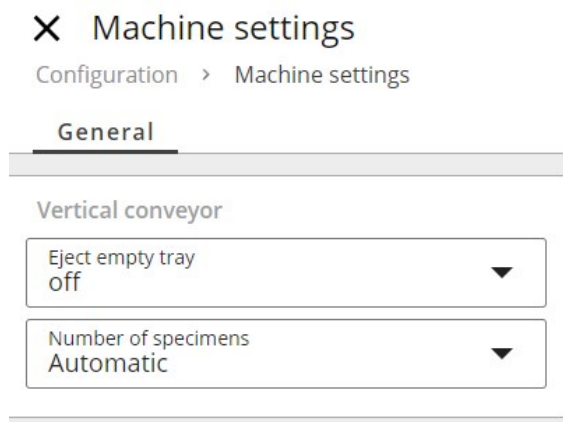 Machine settings
Configuration > Machine settings
General
Vertical conveyor
Eject empty tray
off
Number of specimens
Automatic